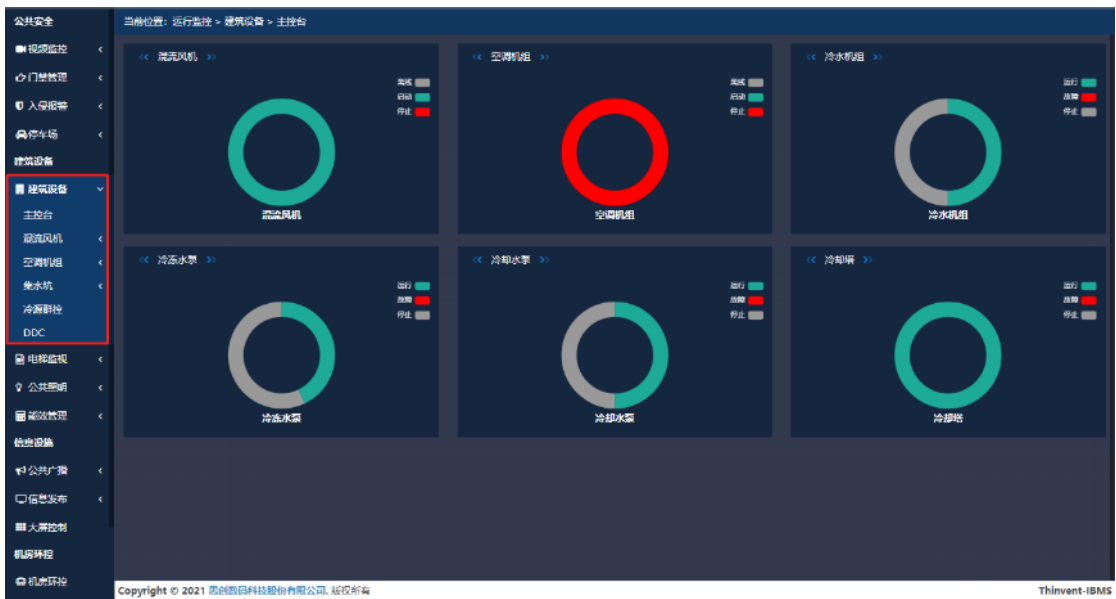 公共安全
视频监控
门禁管理
入侵报警
停车场
建筑设备
建筑设备
主控台
混流风机
空调机组
集水坑
冷源群控
DDC
电梯监视
公共照明
能效管理
信息设施
公共广播
信息发布
大屏控制
机房环控
机房环控
当前位置：运行监控 > 建筑设备 > 主控台
<< 混流风机 >>
离线
启动
停止
混流风机
<< 空调机组 >>
离线
启动
停止
空调机组
<< 冷水机组 >>
运行
故障
停止
冷水机组
<< 冷冻水泵 >>
运行
故障
停止
冷冻水泵
<< 冷却水泵 >>
运行
故障
停止
冷却水泵
<< 冷却塔 >>
运行
故障
停止
冷却塔
Copyright © 2021 思创数码科技股份有限公司. 版权所有
Thinvent-IBMS